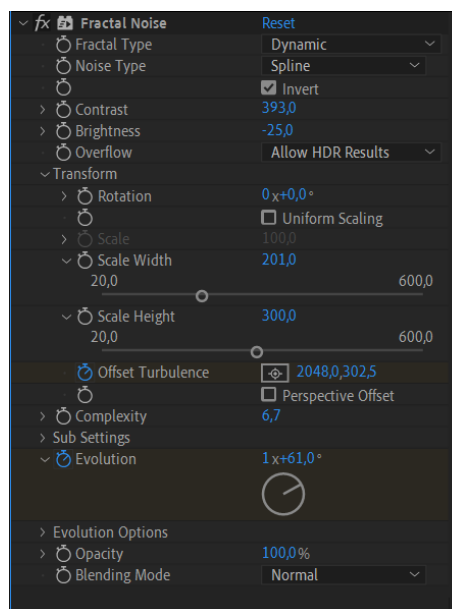 fx Fractal Noise Reset
Fractal Type Dynamic
Noise Type Spline
Invert
Contrast 393,0
Brightness -25,0
Overflow Allow HDR Results
Transform
Rotation 0x+0,0°
Uniform Scaling
Scale 100,0
Scale Width 201,0
20,0 600,0
Scale Height 300,0
20,0 600,0
Offset Turbulence 2048,0,302,5
Perspective Offset
Complexity 6,7
Sub Settings
Evolution 1x+61,0°
Evolution Options
Opacity 100,0%
Blending Mode Normal